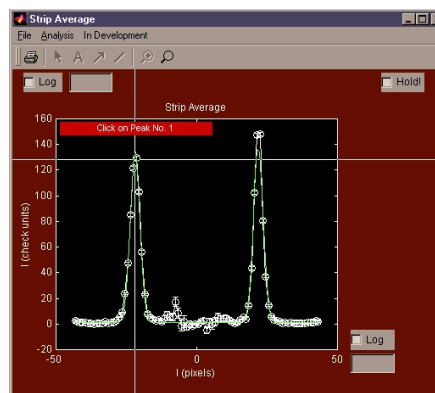 Strip Average
File Analysis In Development
A
Log
Hold!
Strip Average
Click on Peak No. 1
160
140
120
100
80
60
40
20
0
-20
I (check units)
-50 0 50
I (pixels)
Log